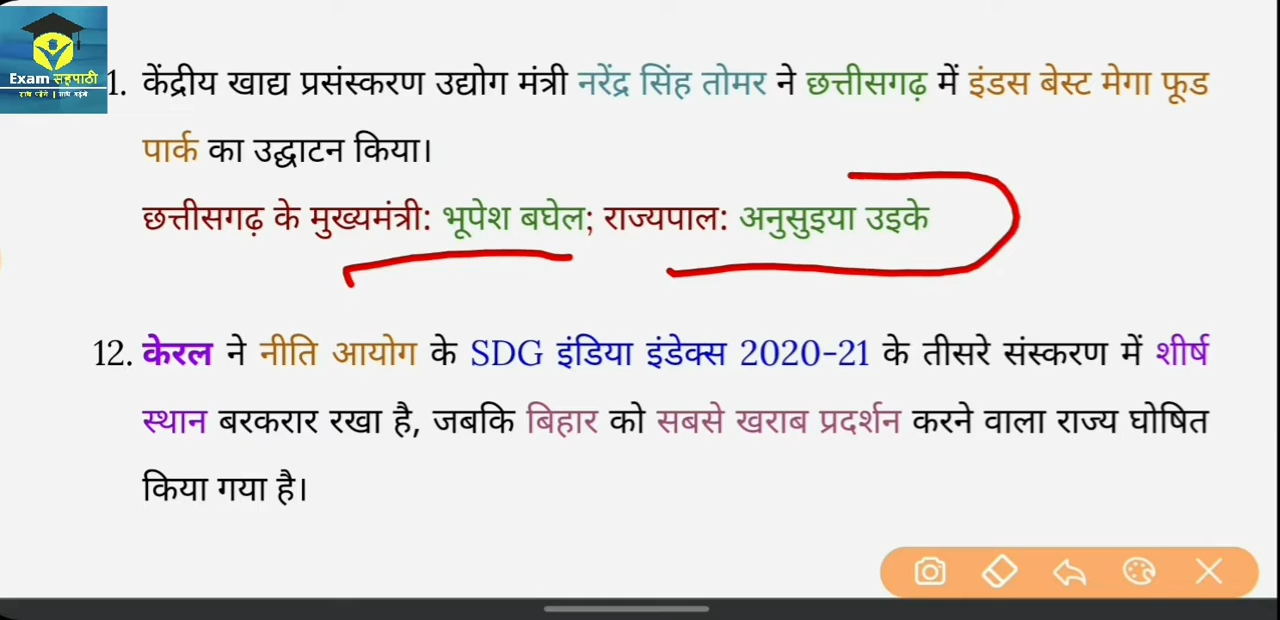 Exam सहपाठी
साथ पढ़ेंगे | साथ बढ़ेंगे
1. केंद्रीय खाद्य प्रसंस्करण उद्योग मंत्री नरेंद्र सिंह तोमर ने छत्तीसगढ़ में इंडस बेस्ट मेगा फूड
पार्क का उद्घाटन किया।
छत्तीसगढ़ के मुख्यमंत्री: भूपेश बघेल; राज्यपाल: अनुसुइया उइके
12. केरल ने नीति आयोग के SDG इंडिया इंडेक्स 2020-21 के तीसरे संस्करण में शीर्ष
स्थान बरकरार रखा है, जबकि बिहार को सबसे खराब प्रदर्शन करने वाला राज्य घोषित
किया गया है।